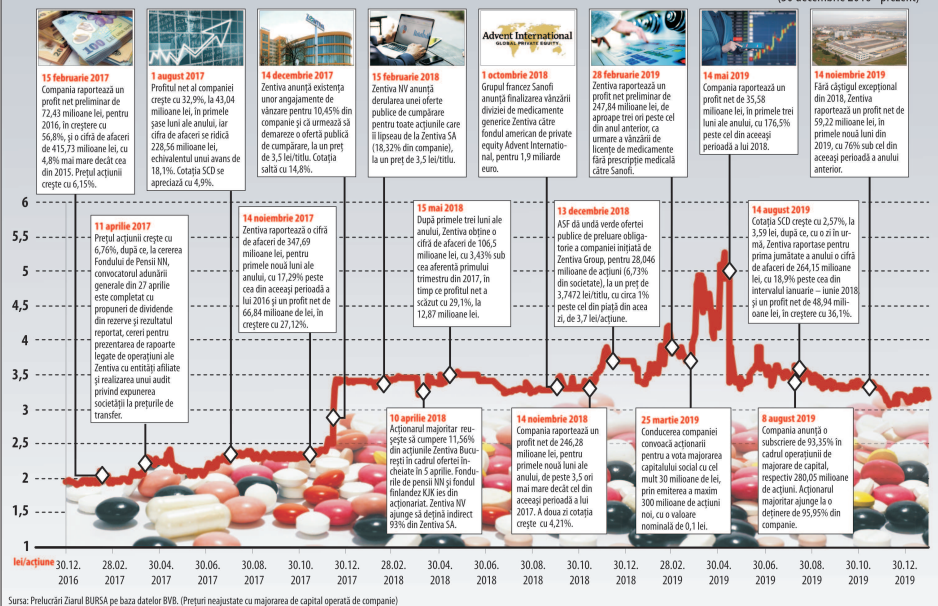 Advent International
GLOBAL PRIVATE EQUITY
15 februarie 2017
Compania raportează un
profit net preliminar de
72,43 milioane lei, pentru
2016, în creștere cu
56,8%, și o cifră de afaceri
de 415,73 milioane lei, cu
4,8% mai mare decât cea
din 2015. Prețul acțiunii
crește cu 6,15%.
1 august 2017
Profitul net al companiei
crește cu 32,9%, la 43,04
milioane lei, în primele
șase luni ale anului, iar
cifra de afaceri se ridică
228,56 milioane lei,
echivalentul unui avans de
18,1%. Cotația SCD se
apreciază cu 4,9%.
14 decembrie 2017
Zentiva anunță existența
unor angajamente de
vânzare pentru 10,45% din
companie și că urmează să
demareze o ofertă publică
de cumpărare, la un preț
de 3,5 lei/titlu. Cotația
saltă cu 14,8%.
15 februarie 2018
Zentiva NV anunță
derularea unei oferte
publice de cumpărare
pentru toate acțiunile care
îi lipseau de la Zentiva SA
(18,32% din companie),
la un preț de 3,5 lei/titlu.
1 octombrie 2018
Grupul francez Sanofi
anunță finalizarea vânzării
diviziei de medicamente
generice Zentiva către
fondul american de private
equity Advent Internatio-
nal, pentru 1,9 miliarde
euro.
28 februarie 2019
Zentiva raportează un
profit net preliminar de
247,84 milioane lei, de
aproape trei ori peste cel
din anul anterior, ca
urmare a vânzării de
licențe de medicamente
fără prescripție medicală
către Sanofi.
14 mai 2019
Compania raportează un
profit net de 35,58
milioane lei, în primele trei
luni ale anului, cu 176,5%
peste cel din aceeași
perioadă a lui 2018.
14 noiembrie 2019
Fără câștigul excepțional
din 2018, Zentiva
raportează un profit net de
59,22 milioane lei, în
primele nouă luni din
2019, cu 76% sub cel din
aceeași perioadă a anului
anterior.
11 aprilie 2017
Prețul acțiunii crește cu
6,76%, după ce, la cererea
Fondului de Pensii NN,
convocatorul adunării
generale din 27 aprilie
este completat cu
propuneri de dividende
din rezerve și rezultatul
reportat, cereri pentru
prezentarea de rapoarte
legate de operațiuni ale
Zentiva cu entități afiliate
și realizarea unui audit
privind expunerea
societății la prețurile de
transfer.
14 noiembrie 2017
Zentiva raportează o cifră
de afaceri de 347,69
milioane lei, pentru
primele nouă luni ale
anului, cu 17,29% peste
cea din aceeași perioadă a
lui 2016 și un profit net de
66,84 milioane de lei, în
creștere cu 27,12%.
15 mai 2018
După primele trei luni ale
anului, Zentiva obține o
cifră de afaceri de 106,5
milioane lei, cu 3,43% sub
cea aferentă primului
trimestru din 2017, în
timp ce profitul net a
scăzut cu 29,1%, la
12,87 milioane lei.
13 decembrie 2018
ASF dă undă verde ofertei
publice de preluare obliga-
torie a companiei inițiată de
Zentiva Group, pentru 28,046
milioane de acțiuni (6,73%
din societate), la un preț de
3,7472 lei/titlu, cu circa 1%
peste cel din piață din acea
zi, de 3,7 lei/acțiune.
14 august 2019
Cotația SCD crește cu 2,57%, la
3,59 lei, după ce, cu o zi în ur-
mă, Zentiva raportase pentru
prima jumătate a anului o cifră
de afaceri de 264,15 milioane
lei, cu 18,9% peste cea din
intervalul ianuarie – iunie 2018
și un profit net de 48,94 mili-
oane lei, în creștere cu 36,1%.
10 aprilie 2018
Acționarul majoritar reu-
șește să cumpere 11,56%
din acțiunile Zentiva Bucu-
rești în cadrul ofertei în-
cheiate în 5 aprilie. Fondu-
rile de pensii NN și fondul
finlandez KJK ies din
acționariat. Zentiva NV
ajunge să dețină indirect
93% din Zentiva SA.
14 noiembrie 2018
Compania raportează un
profit net de 246,28
milioane lei, pentru
primele nouă luni ale
anului, de peste 3,5 ori
mai mare decât cel din
aceeași perioadă a lui
2017. A doua zi cotația
crește cu 4,21%.
25 martie 2019
Conducerea companiei
convoacă acționarii
pentru a vota majorarea
capitalului social cu cel
mult 30 milioane de lei,
prin emiterea a maxim
300 milioane de acțiuni
noi, cu o valoare
nominală de 0,1 lei.
8 august 2019
Compania anunță o
subscriere de 93,35% în
cadrul operațiunii de
majorare de capital,
respectiv 280,05 milioane
de acțiuni. Acționarul
majoritar ajunge la o
deținere de 95,95% din
companie.
6
5,5
5
4,5
4
3,5
3
2,5
2
1,5
1
lei/acțiune
30.12. 28.02. 30.04. 30.06. 30.08. 30.10. 30.12. 28.02. 30.04. 30.06. 30.08. 30.10. 30.12. 28.02. 30.04. 30.06. 30.08. 30.10. 30.12.
2016 2017 2017 2017 2017 2017 2017 2018 2018 2018 2018 2018 2018 2019 2019 2019 2019 2019 2019
Sursa: Prelucrări Ziarul BURSA pe baza datelor BVB. (Prețuri neajustate cu majorarea de capital operată de companie)